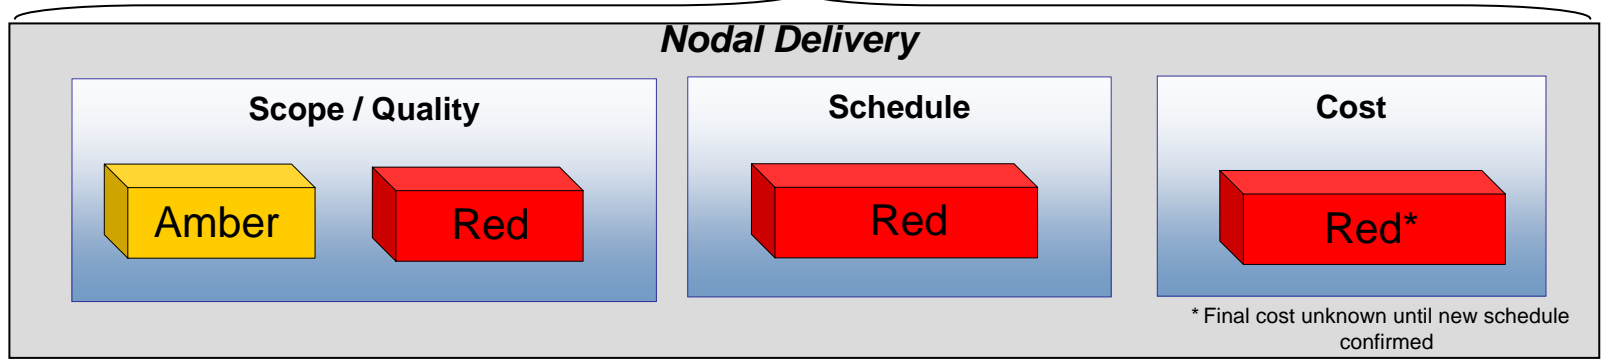 Nodal Delivery
Scope / Quality
Amber
Red
Schedule
Red
Cost
Red*
* Final cost unknown until new schedule
confirmed